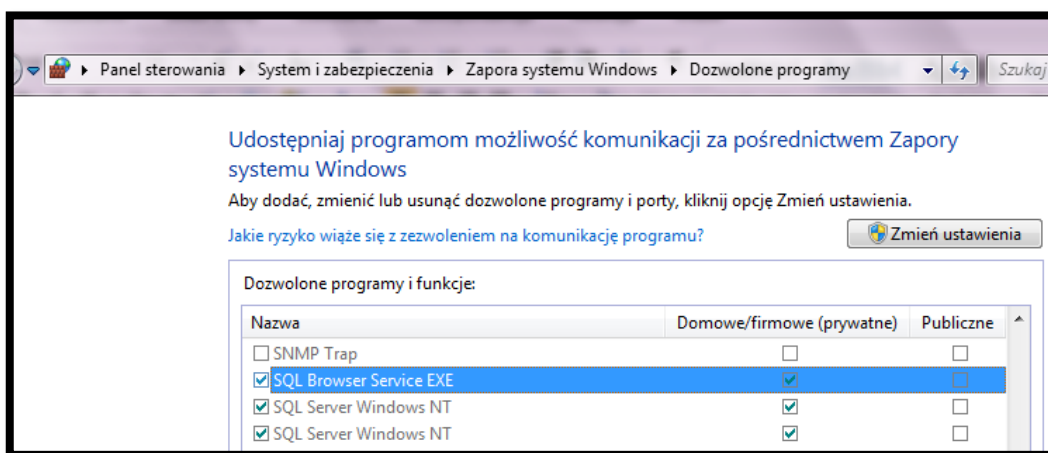 Panel sterowania ▸ System i zabezpieczenia ▸ Zapora systemu Windows ▸ Dozwolone programy
Szukaj
Udostępniaj programom możliwość komunikacji za pośrednictwem Zapory
systemu Windows
Aby dodać, zmienić lub usunąć dozwolone programy i porty, kliknij opcję Zmień ustawienia.
Jakie ryzyko wiąże się z zezwoleniem na komunikację programu?
Zmień ustawienia
Dozwolone programy i funkcje:
Nazwa Domowe/firmowe (prywatne) Publiczne
SNMP Trap
SQL Browser Service EXE
SQL Server Windows NT
SQL Server Windows NT